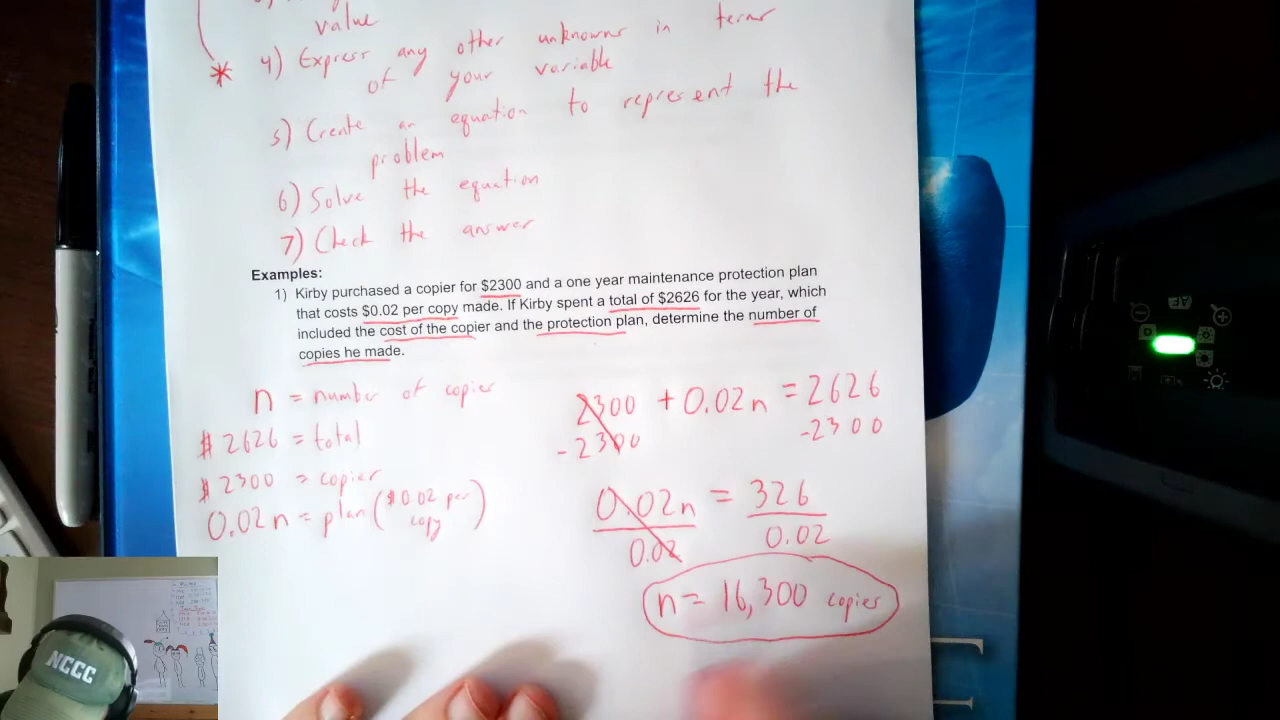 value
* 4) Express any other unknowns in terms
of your variable
5) Create an equation to represent the
problem
6) Solve the equation
7) Check the answer
Examples:
1) Kirby purchased a copier for $2300 and a one year maintenance protection plan
that costs $0.02 per copy made. If Kirby spent a total of $2626 for the year, which
included the cost of the copier and the protection plan, determine the number of
copies he made.
n = number of copies
$2626 = total
$2300 = copier
0.02n = plan ($0.02 per
copy)
2300 + 0.02n = 2626
-2300 -2300
0.02n = 326
0.02 0.02
n = 16,300 copies
NCCC
AF